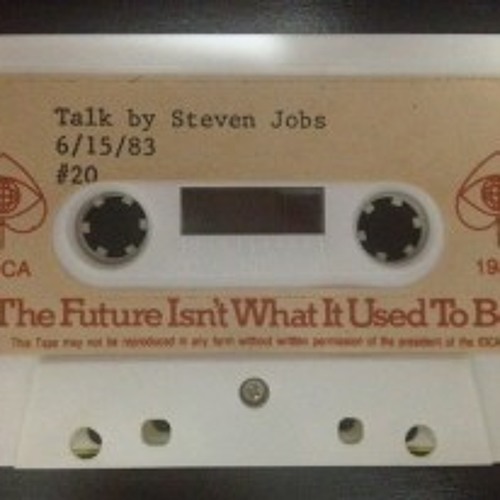 Talk by Steven Jobs
6/15/83
#20
CA
19
The Future Isn't What It Used To B
This Tape may not be reproduced in any form without written permission of the president of the IDCA